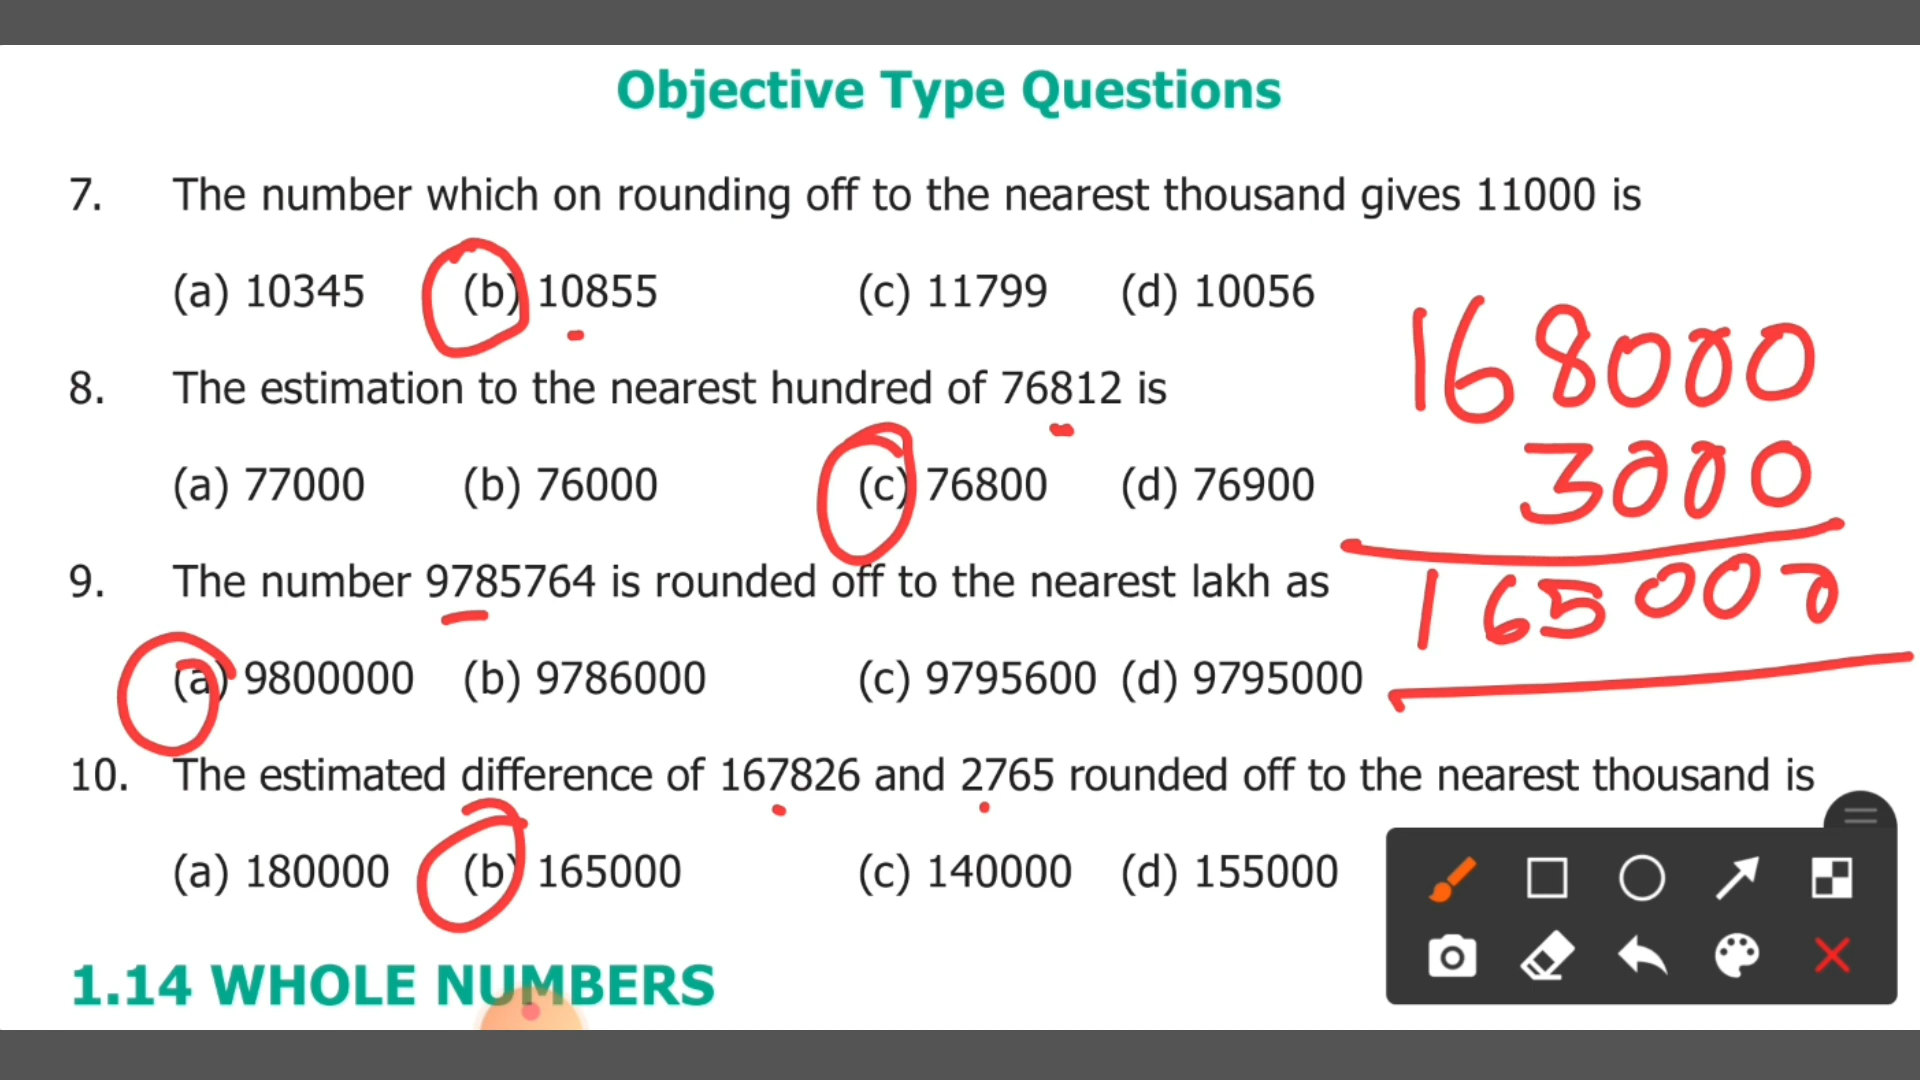 Objective Type Questions
7. The number which on rounding off to the nearest thousand gives 11000 is
(a) 10345 (b) 10855 (c) 11799 (d) 10056
8. The estimation to the nearest hundred of 76812 is
(a) 77000 (b) 76000 (c) 76800 (d) 76900
9. The number 9785764 is rounded off to the nearest lakh as
(a) 9800000 (b) 9786000 (c) 9795600 (d) 9795000
10. The estimated difference of 167826 and 2765 rounded off to the nearest thousand is
(a) 180000 (b) 165000 (c) 140000 (d) 155000
1.14 WHOLE NUMBERS
168000
3000
165000